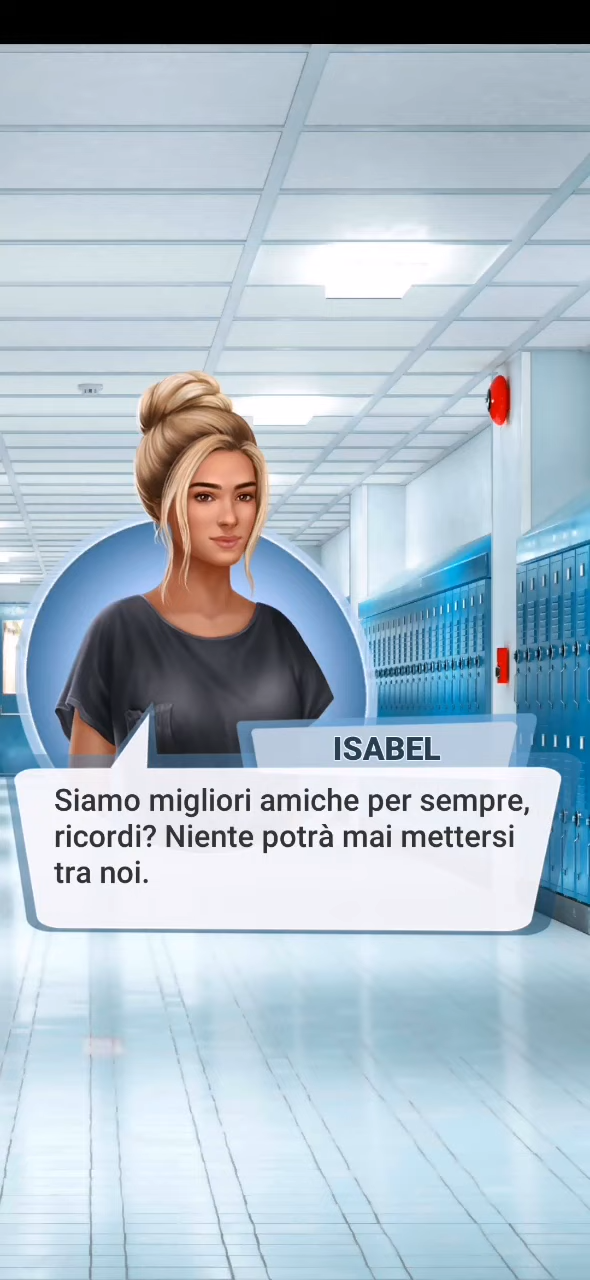 ISABEL
Siamo migliori amiche per sempre,
ricordi? Niente potrà mai mettersi
tra noi.